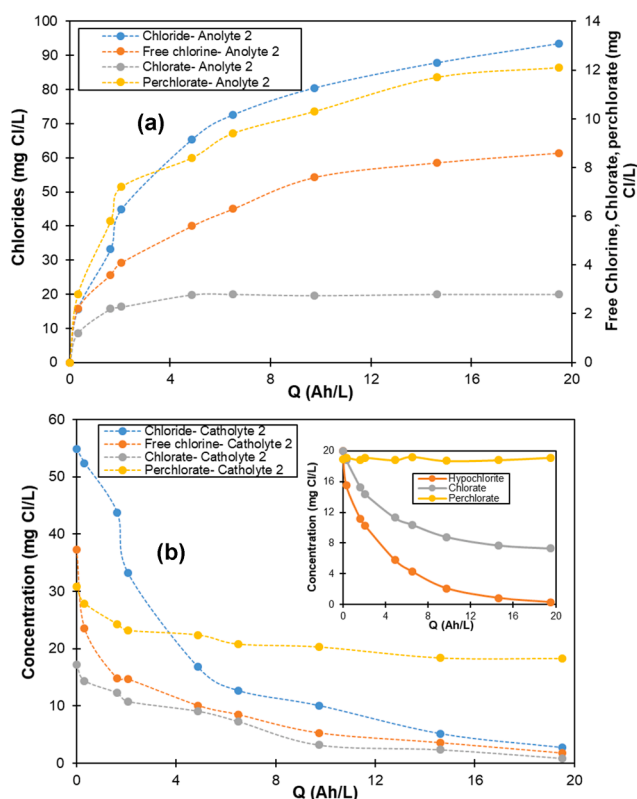 (a)
Chloride- Anolyte 2
Free chlorine- Anolyte 2
Chlorate- Anolyte 2
Perchlorate- Anolyte 2
Chlorides (mg Cl/L)
100
90
80
70
60
50
40
30
20
10
0
Free Chlorine, Chlorate, perchlorate (mg
Cl/L)
14
12
10
8
6
4
2
0
0 4 8 12 16 20
Q (Ah/L)
(b)
Chloride- Catholyte 2
Free chlorine- Catholyte 2
Chlorate- Catholyte 2
Perchlorate- Catholyte 2
Concentration (mg Cl/L)
60
50
40
30
20
10
0
0 4 8 12 16 20
Q (Ah/L)
Concentration (mg Cl/L)
20
16
12
8
4
0
Hypochlorite
Chlorate
Perchlorate
0 4 8 12 16 20
Q (Ah/L)